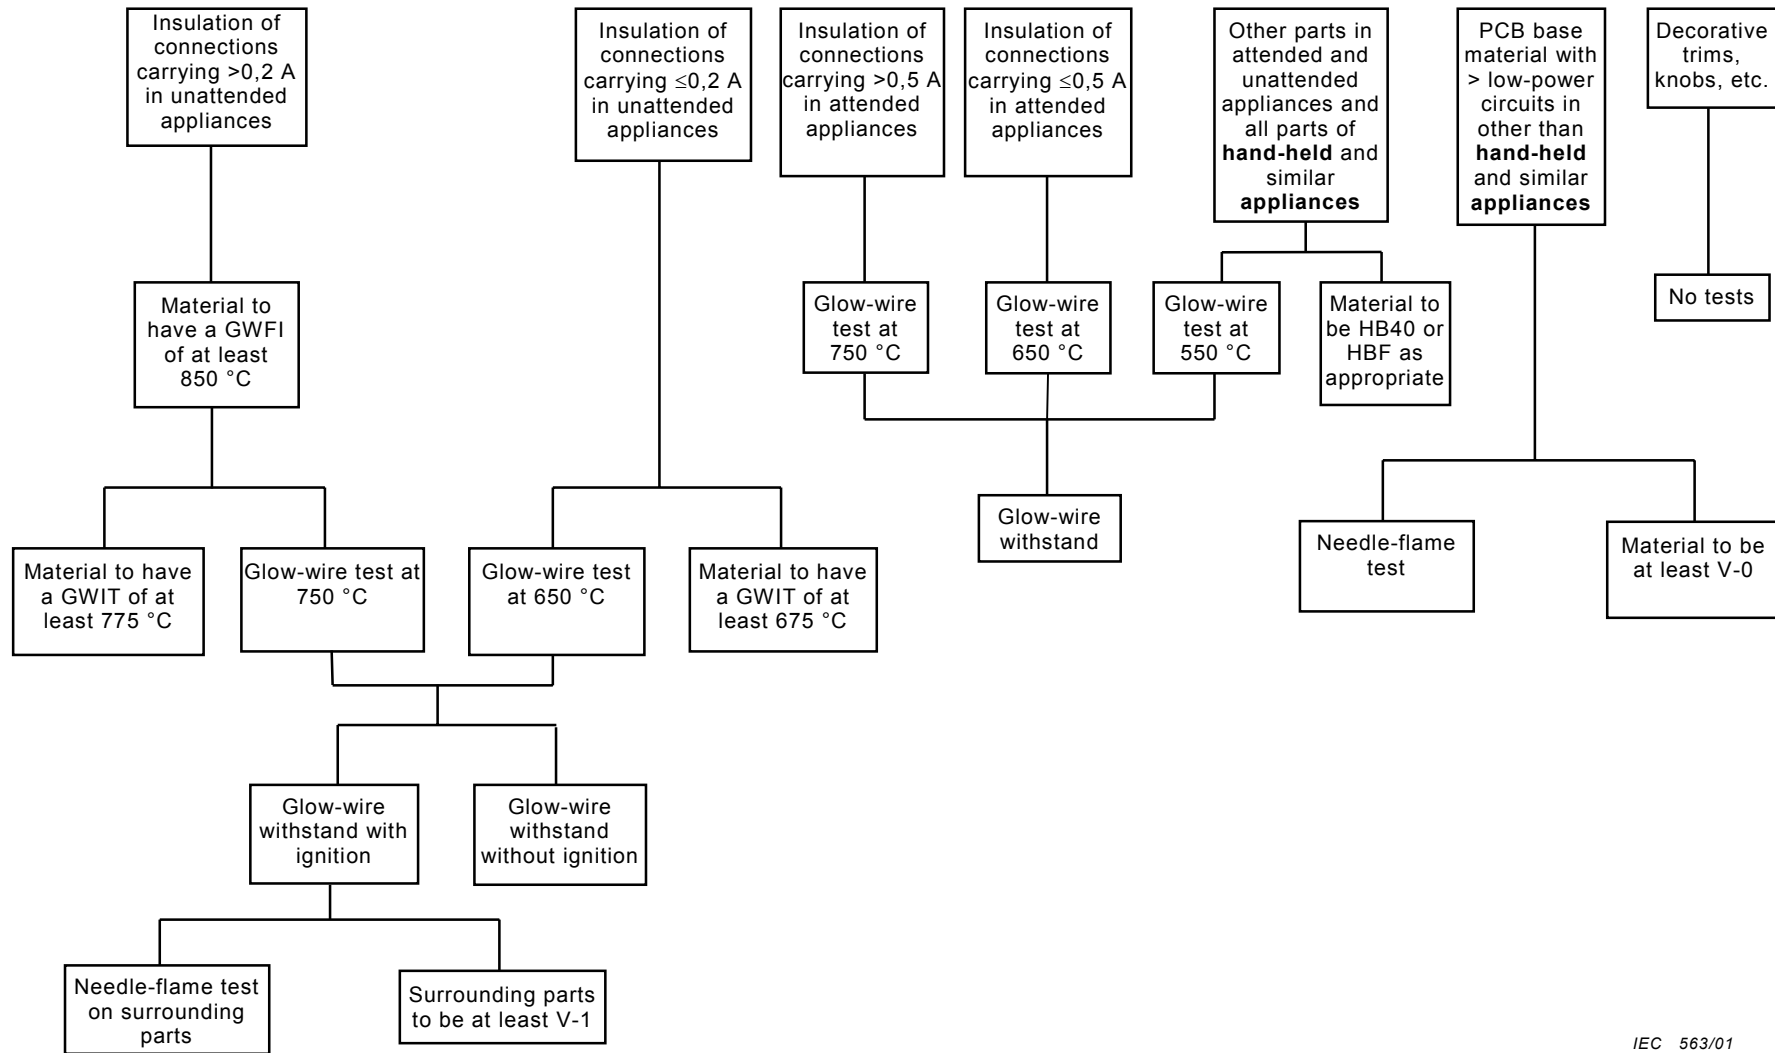 Insulation of
connections
carrying >0,2 A
in unattended
appliances
Insulation of
connections
carrying ≤0,2 A
in unattended
appliances
Insulation of
connections
carrying >0,5 A
in attended
appliances
Insulation of
connections
carrying ≤0,5 A
in attended
appliances
Other parts in
attended and
unattended
appliances and
all parts of
hand-held and
similar
appliances
PCB base
material with
> low-power
circuits in
other than
hand-held
and similar
appliances
Decorative
trims,
knobs, etc.
Material to
have a GWFI
of at least
850 °C
Glow-wire
test at
750 °C
Glow-wire
test at
650 °C
Glow-wire
test at
550 °C
Material to
be HB40 or
HBF as
appropriate
No tests
Glow-wire
withstand
Needle-flame
test
Material to be
at least V-0
Material to have
a GWIT of at
least 775 °C
Glow-wire test at
750 °C
Glow-wire test
at 650 °C
Material to have
a GWIT of at
least 675 °C
Glow-wire
withstand with
ignition
Glow-wire
withstand
without ignition
Needle-flame test
on surrounding
parts
Surrounding parts
to be at least V-1
IEC 563/01